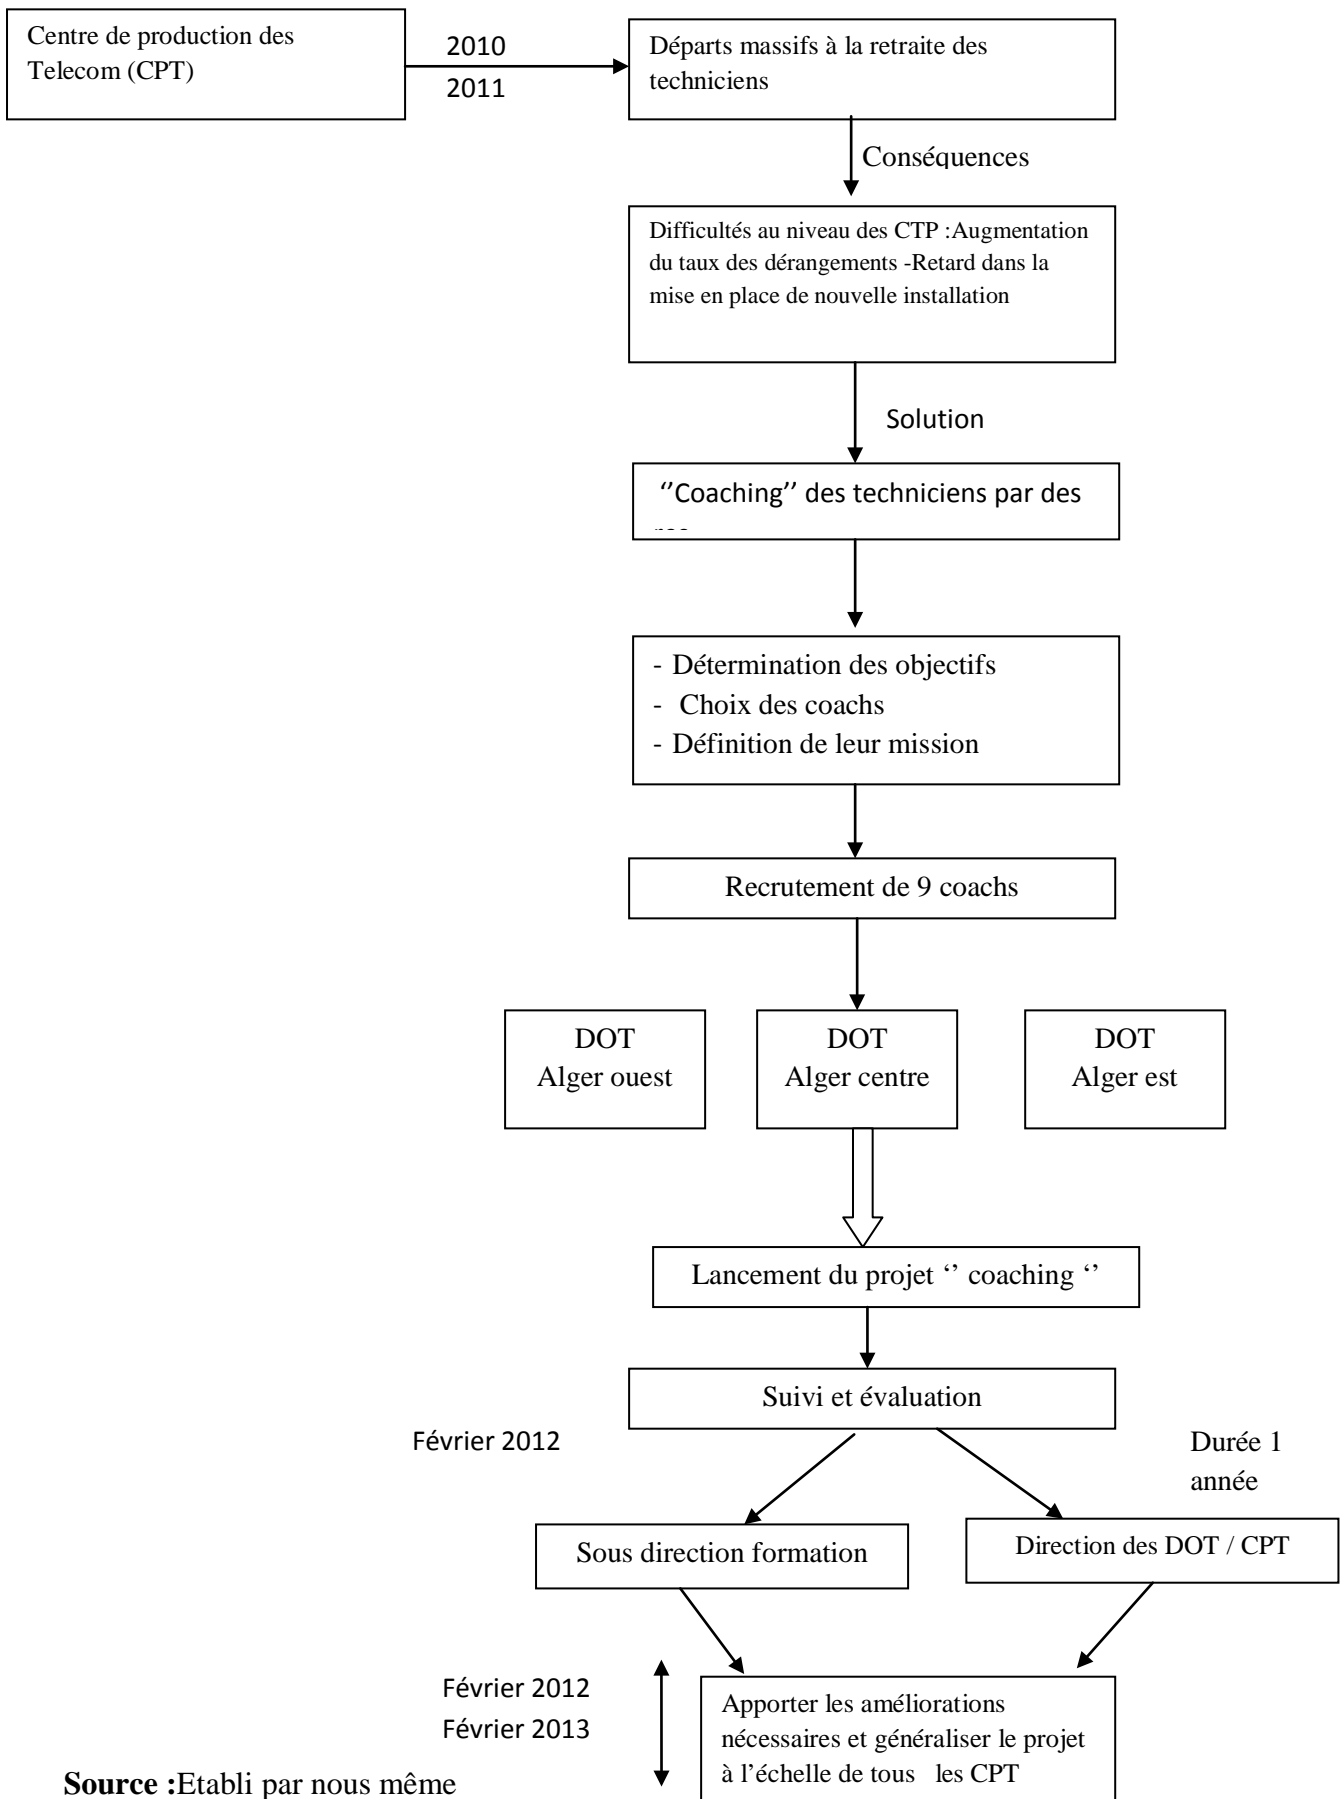 Centre de production des
Telecom (CPT)
2010
2011
Départs massifs à la retraite des
techniciens
Conséquences
Difficultés au niveau des CTP :Augmentation
du taux des dérangements -Retard dans la
mise en place de nouvelle installation
Solution
‘’Coaching’’ des techniciens par des
- Détermination des objectifs
- Choix des coachs
- Définition de leur mission
Recrutement de 9 coachs
DOT
Alger ouest
DOT
Alger centre
DOT
Alger est
Lancement du projet ‘’ coaching ‘’
Suivi et évaluation
Février 2012
Durée 1
année
Sous direction formation
Direction des DOT / CPT
Février 2012
Février 2013
Apporter les améliorations
nécessaires et généraliser le projet
à l’échelle de tous les CPT
Source :Etabli par nous même